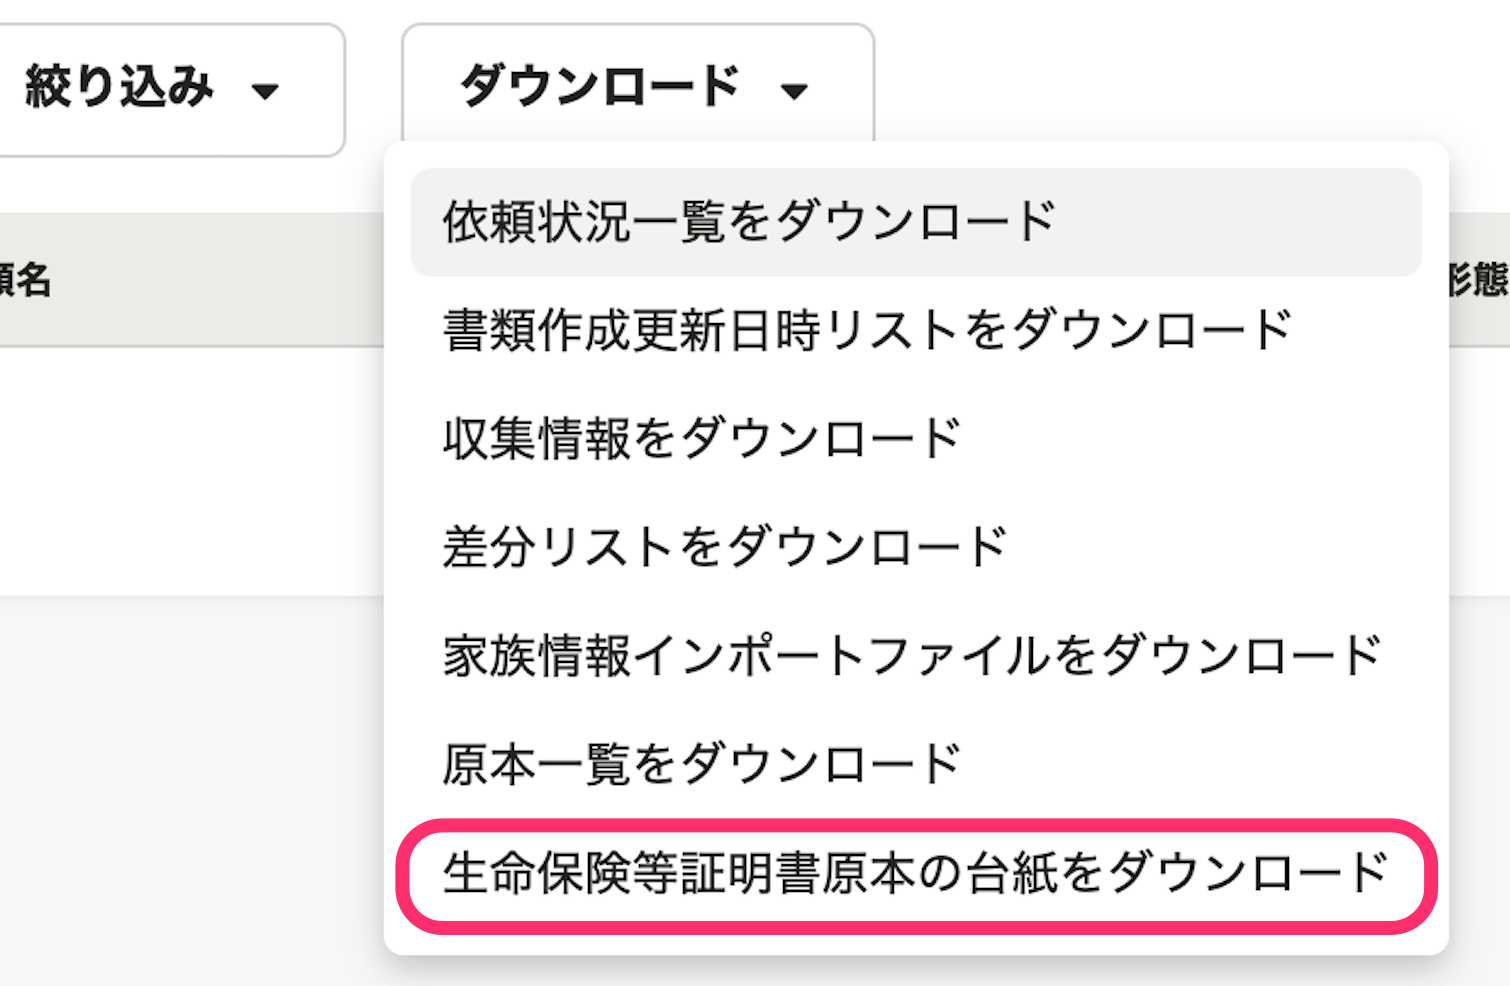 絞り込み
ダウンロード
依頼状況一覧をダウンロード
名
形態
書類作成更新日時リストをダウンロード
収集情報をダウンロード
差分リストをダウンロード
家族情報インポートファイルをダウンロード
原本一覧をダウンロード
生命保険等証明書原本の台紙をダウンロード